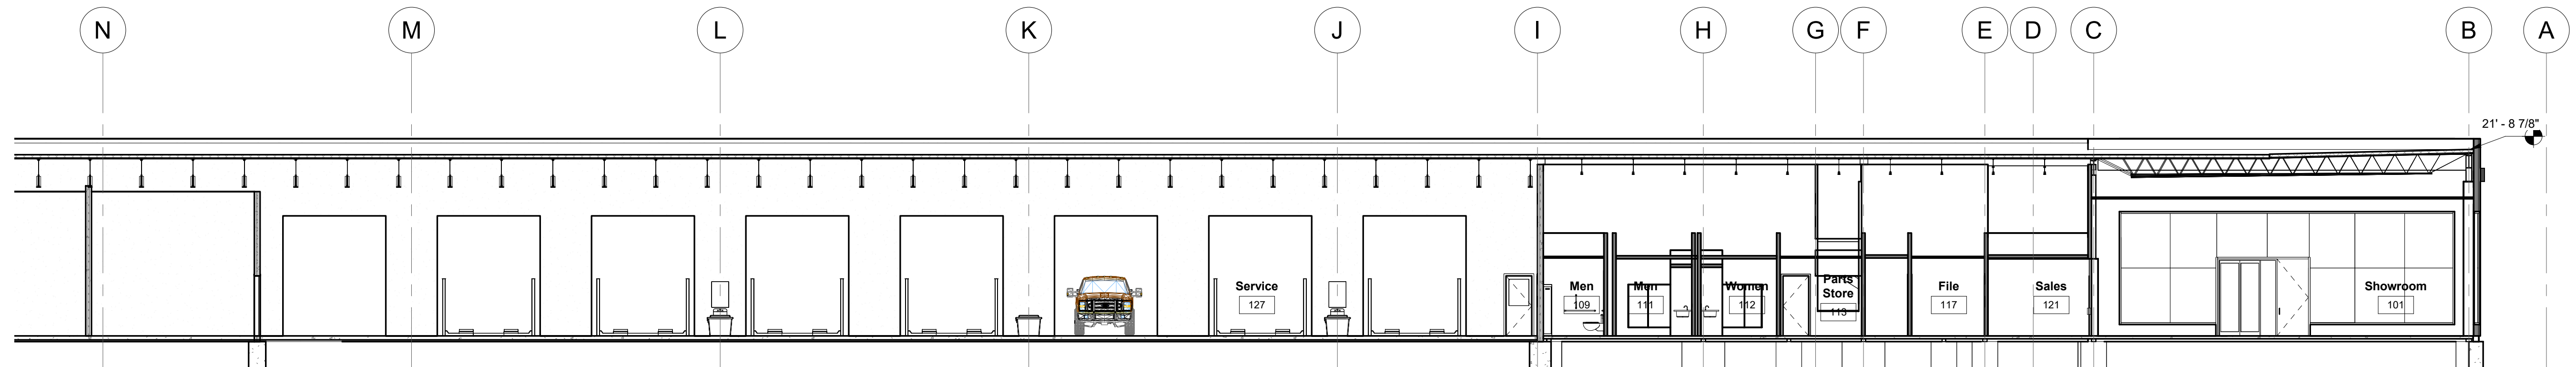 N
M
L
K
J
I
H
G
F
E
D
C
B
A
21' - 8 7/8"
Service
127
Men
109
Men
111
Women
112
Parts
Store
113
File
117
Sales
121
Showroom
101